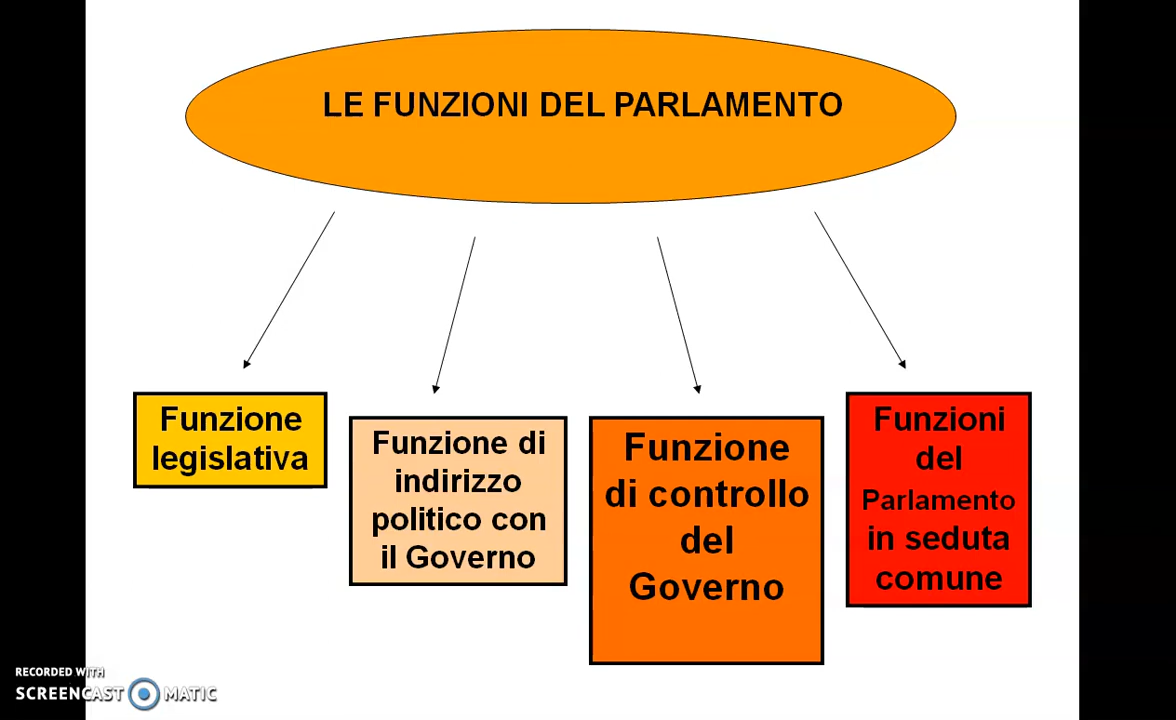 LE FUNZIONI DEL PARLAMENTO
Funzione
legislativa
Funzione di
indirizzo
politico con
il Governo
Funzione
di controllo
del
Governo
Funzioni
del
Parlamento
in seduta
comune
RECORDED WITH
SCREENCAST MATIC